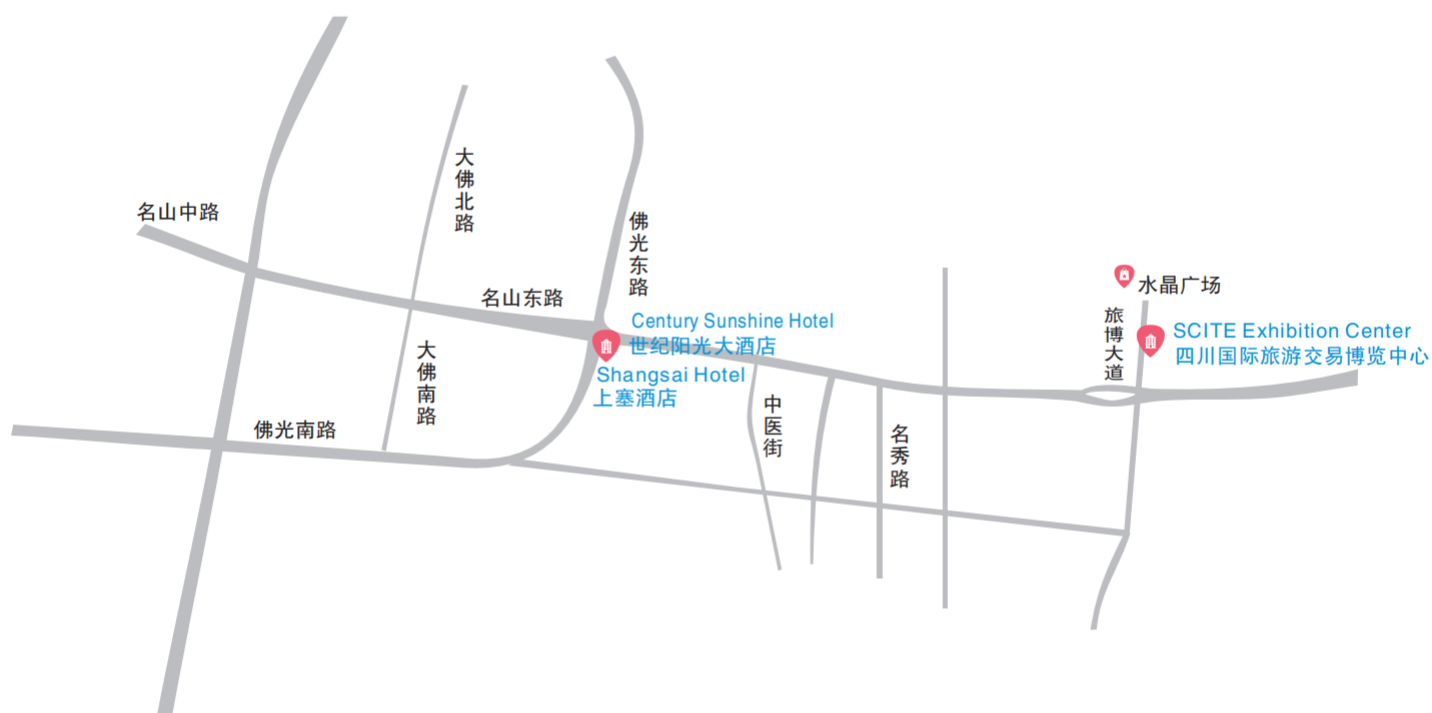 大佛北路
名山中路
佛光东路
水晶广场
名山东路
旅博大道
Century Sunshine Hotel
世纪阳光大酒店
SCITE Exhibition Center
四川国际旅游交易博览中心
大佛南路
Shangsai Hotel
上塞酒店
中医街
佛光南路
名秀路